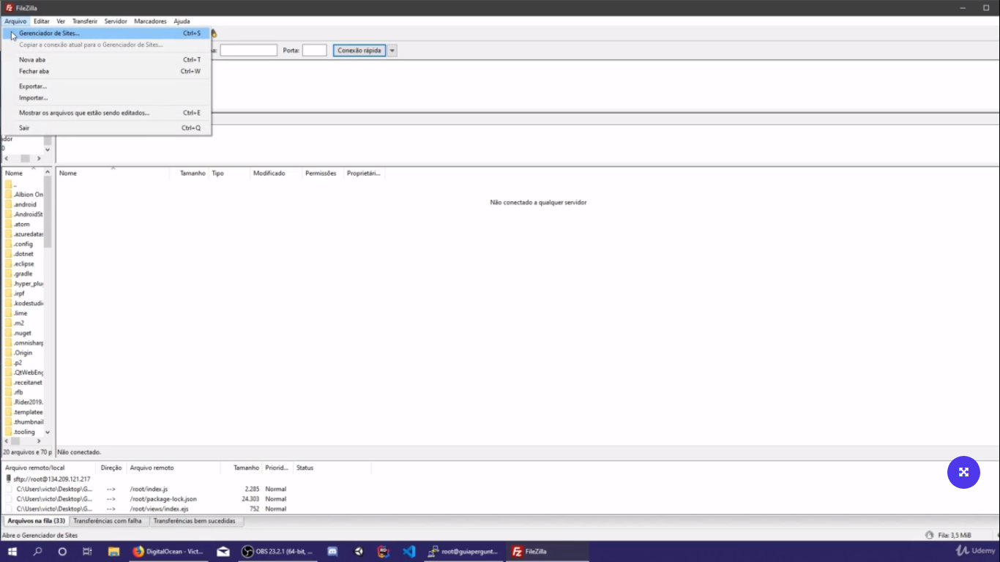 FileZilla
Arquivo Editar Ver Transferir Servidor Marcadores Ajuda
Gerenciador de Sites... Ctrl+S
Copiar a conexão atual para o Gerenciador de Sites...
Porta: Conexão rápida
Nova aba Ctrl+T
Fechar aba Ctrl+W
Exportar...
Importar...
Mostrar os arquivos que estão sendo editados... Ctrl+E
Sair Ctrl+Q
Nome Nome Tamanho Tipo Modificado Permissões Proprietári...
..
.Albion On
Não conectado a qualquer servidor
.android
.AndroidSt
.atom
.azuredatas
.config
.dotnet
.eclipse
.gradle
.hyper_plug
.irpf
.kodestudio
.lime
.m2
.nuget
.omnisharp
.Origin
.p2
.QtWebEng
.receitanet
.rfb
.Rider2019.
.templatee
.thumbnail
.tooling
20 arquivos e 70 p Não conectado.
Arquivo remoto/local Direção Arquivo remoto Tamanho Priorid... Status
sftp://root@134.209.121.217
C:\Users\victo\Desktop\G... --> /root/index.js 2.285 Normal
C:\Users\victo\Desktop\G... --> /root/package-lock.json 24.303 Normal
C:\Users\victo\Desktop\G... --> /root/views/index.ejs 752 Normal
Arquivos na fila (33) Transferências com falha Transferências bem sucedidas
Abre o Gerenciador de Sites Fila: 3,5 MiB
DigitalOcean - Vict... OBS 23.2.1 (64-bit, ... root@guiapergunt... FileZilla Udemy